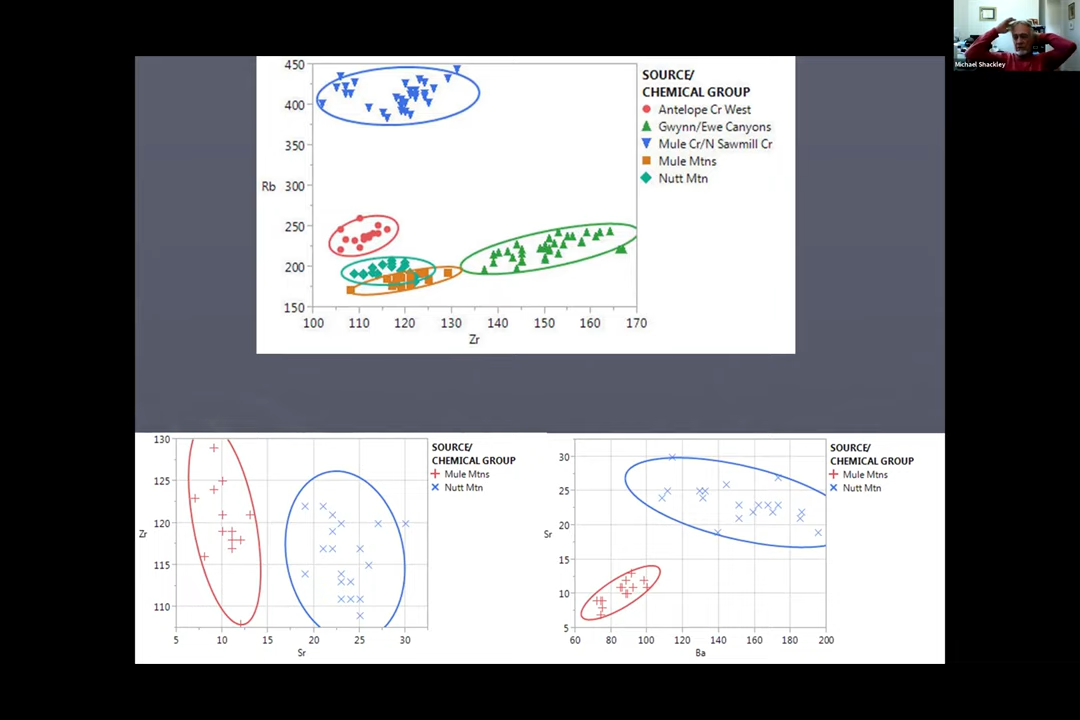 Michael Shackley
SOURCE/
CHEMICAL GROUP
Antelope Cr West
Gwynn/Ewe Canyons
Mule Cr/N Sawmill Cr
Mule Mtns
Nutt Mtn
450
400
350
Rb 300
250
200
150
100 110 120 130 140 150 160 170
Zr
SOURCE/
CHEMICAL GROUP
Mule Mtns
Nutt Mtn
130
125
120
Zr
115
110
5 10 15 20 25 30
Sr
SOURCE/
CHEMICAL GROUP
Mule Mtns
Nutt Mtn
30
25
Sr 20
15
10
5
60 80 100 120 140 160 180 200
Ba